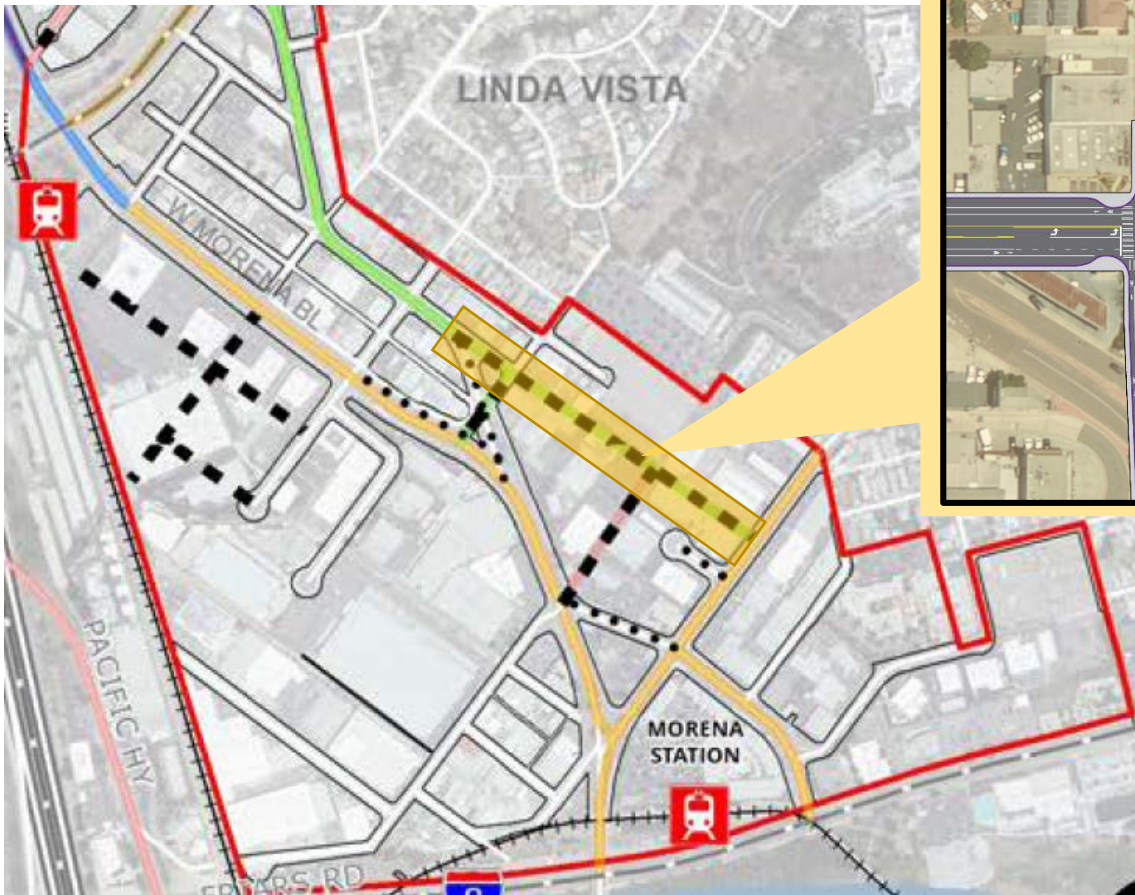 LINDA VISTA
W MORENA BL
PACIFIC HY
MORENA
STATION
FRIARS RD
8